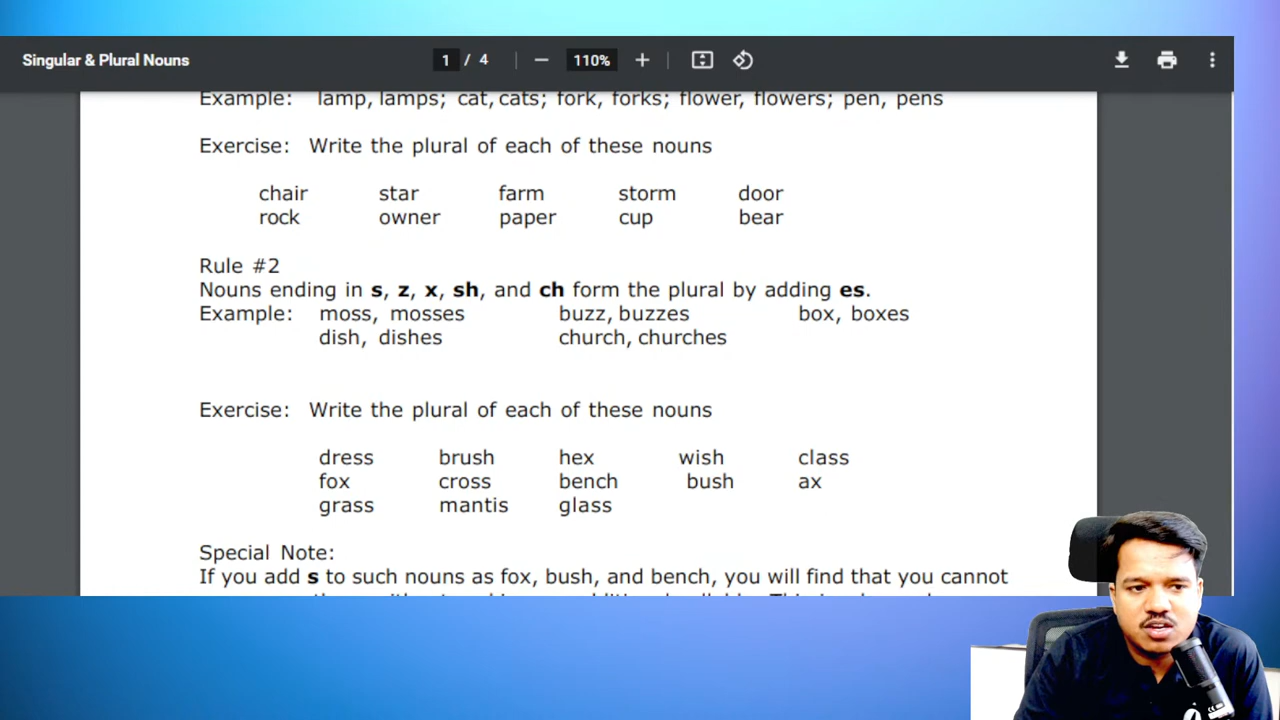 Singular & Plural Nouns
1 / 4
110%
Example: lamp, lamps; cat, cats; fork, forks; flower, flowers; pen, pens
Exercise: Write the plural of each of these nouns
chair star farm storm door
rock owner paper cup bear
Rule #2
Nouns ending in s, z, x, sh, and ch form the plural by adding es.
Example: moss, mosses buzz, buzzes box, boxes
dish, dishes church, churches
Exercise: Write the plural of each of these nouns
dress brush hex wish class
fox cross bench bush ax
grass mantis glass
Special Note:
If you add s to such nouns as fox, bush, and bench, you will find that you cannot